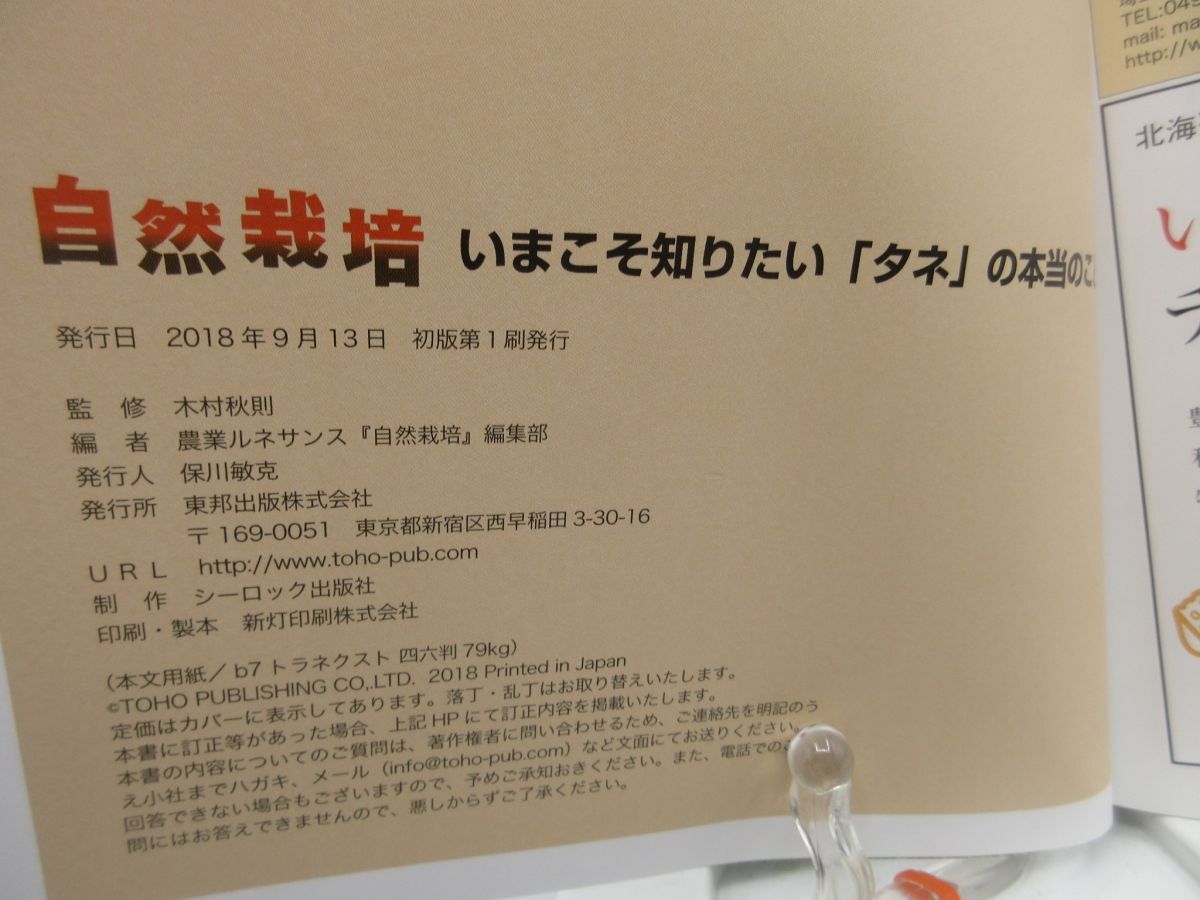 自然栽培 いまこそ知りたい「タネ」の本当のこ
発行日 2018年9月13日 初版第1刷発行
監 修 木村秋則
編 者 農業ルネサンス『自然栽培』編集部
発行人 保川敏克
発行所 東邦出版株式会社
〒169-0051 東京都新宿区西早稲田3-30-16
URL http://www.toho-pub.com
制 作 シーロック出版社
印刷・製本 新灯印刷株式会社
(本文用紙/b7トラネクスト 四六判79kg)
©TOHO PUBLISHING CO,.LTD. 2018 Printed in Japan
定価はカバーに表示してあります。落丁・乱丁はお取り替えいたします。
本書に訂正等があった場合、上記HPにて訂正内容を掲載いたします。
本書の内容についてのご質問は、著作権者に問い合わせるため、ご連絡先を明記のう
え小社までハガキ、メール(info@toho-pub.com)など文面にてお送りください。
回答できない場合もございますので、予めご承知おきください。また、電話での
問にはお答えできませんので、悪しからずご了承ください。
TEL:049
mail: ma
http://w
北海
い